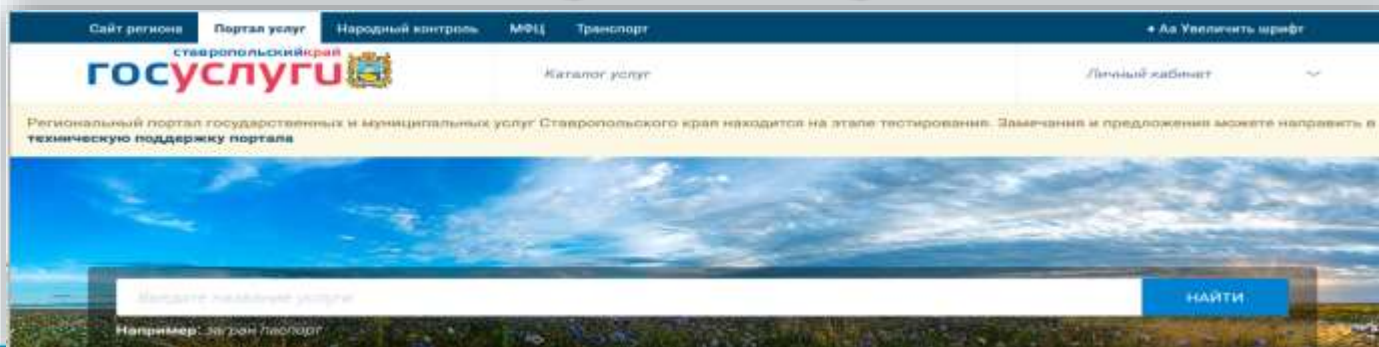 Сайт региона Портал услуг Народный контроль МФЦ Транспорт + Аа Увеличить шрифт
ставропольскийкрай
госуслуги
Каталог услуг Личный кабинет
Региональный портал государственных и муниципальных услуг Ставропольского края находится на этапе тестирования. Замечания и предложения можете направить в
техническую поддержку портала
Введите название услуги НАЙТИ
Например: загран паспорт